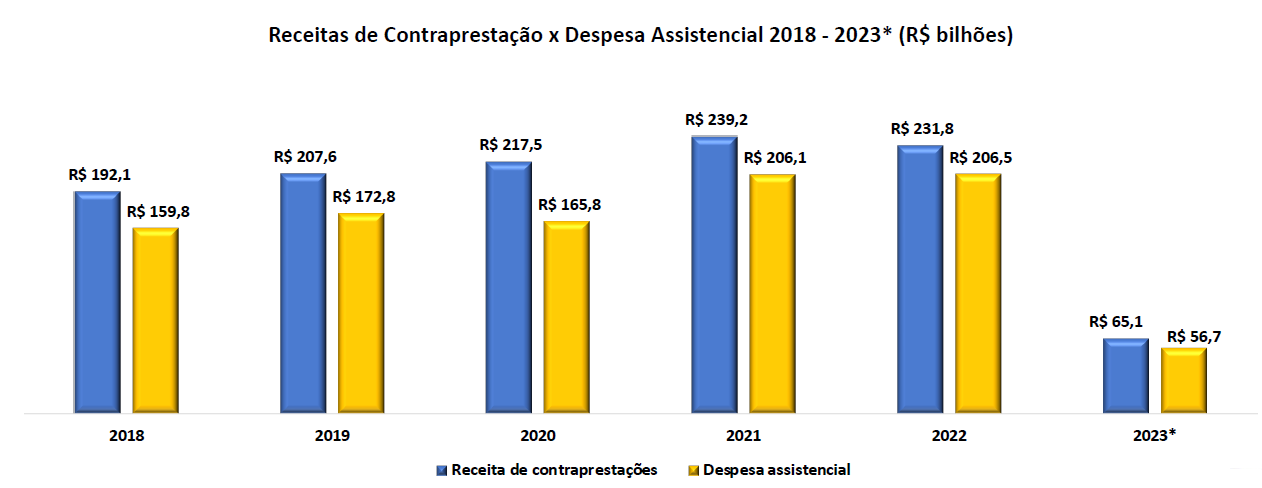 Receitas de Contraprestação x Despesa Assistencial 2018 - 2023* (R$ bilhões)
R$ 192,1
R$ 159,8
R$ 207,6
R$ 172,8
R$ 217,5
R$ 165,8
R$ 239,2
R$ 206,1
R$ 231,8
R$ 206,5
R$ 65,1
R$ 56,7
2018
2019
2020
2021
2022
2023*
Receita de contraprestações
Despesa assistencial